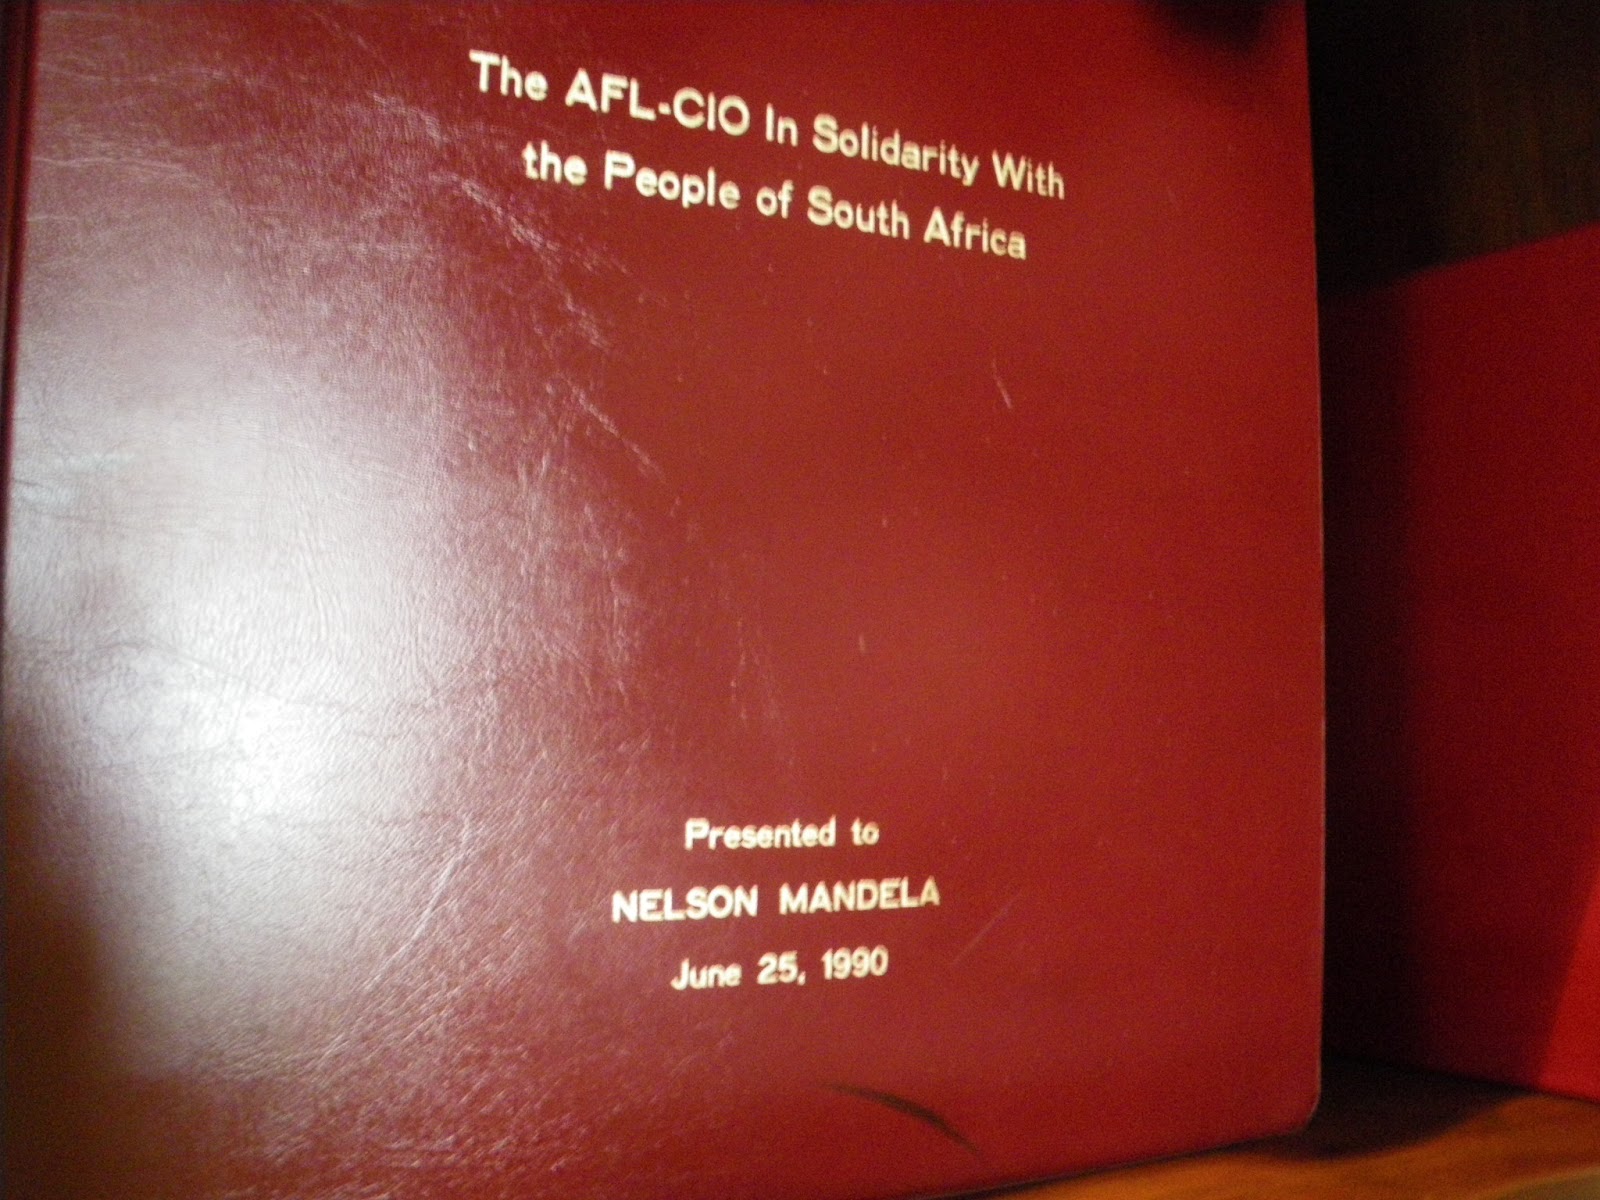 The AFL-CIO In Solidarity With
the People of South Africa
Presented to
NELSON MANDELA
June 25, 1990